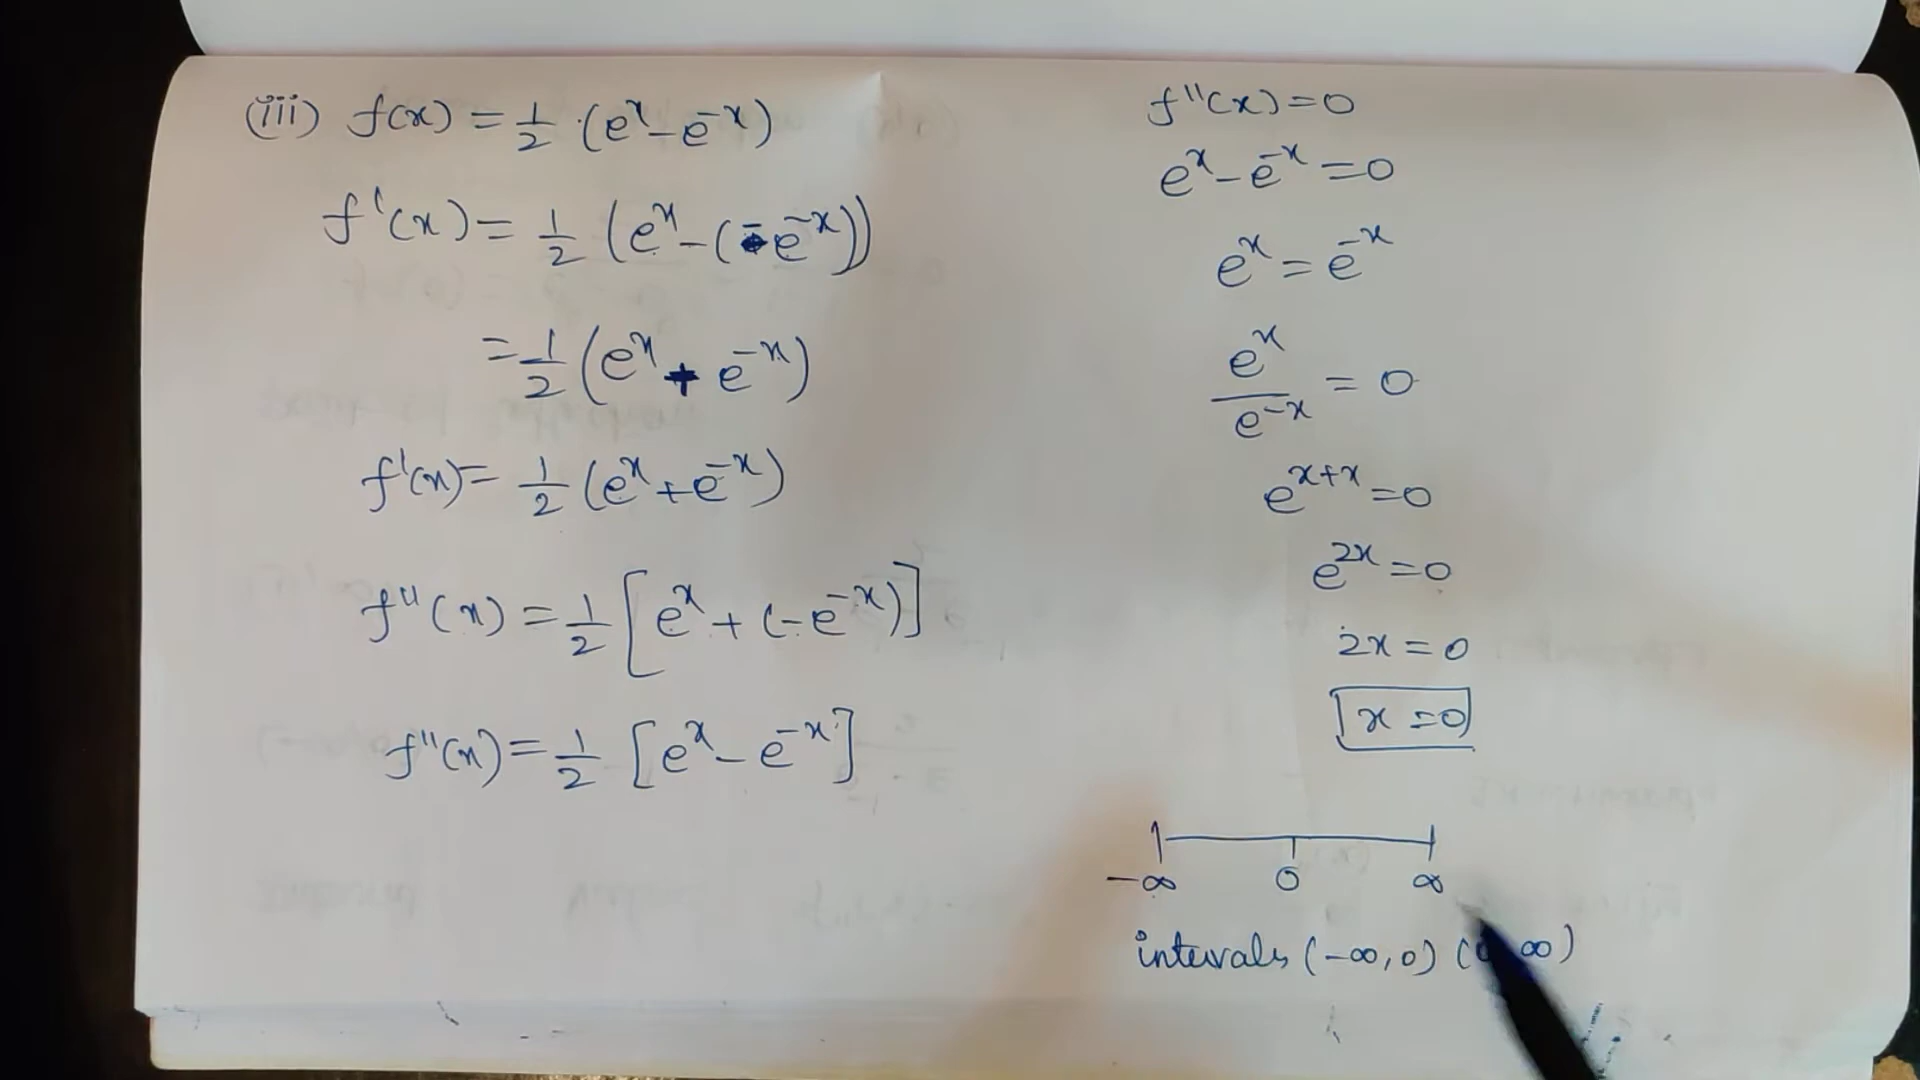 (iii) f(x) = 1/2 (e^x - e^-x)
f'(x) = 1/2 (e^x - (-e^-x))
= 1/2 (e^x + e^-x)
f'(x) = 1/2 (e^x + e^-x)
f''(x) = 1/2 [e^x + (-e^-x)]
f''(x) = 1/2 [e^x - e^-x]
f''(x) = 0
e^x - e^-x = 0
e^x = e^-x
e^x / e^-x = 0
e^x+x = 0
e^2x = 0
2x = 0
x = 0
-∞ 0 ∞
intervals (-∞, 0) ( ∞)